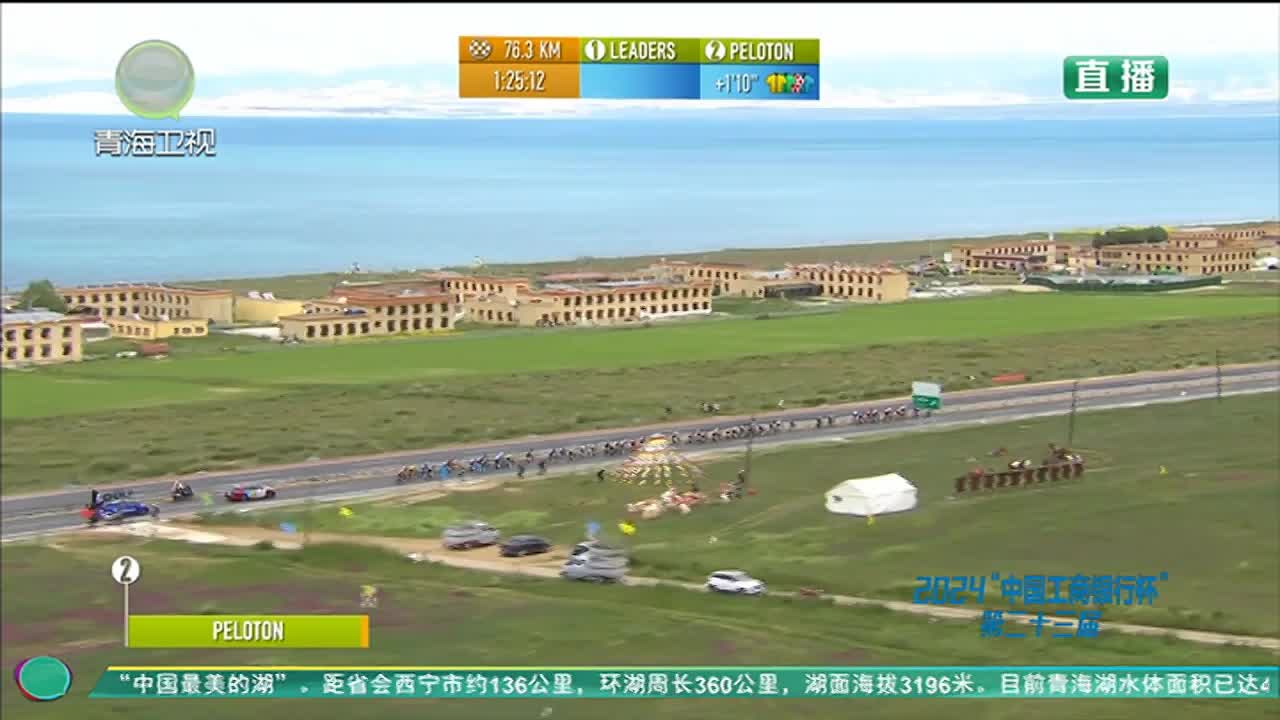 76.3 KM
1:25:12
1 LEADERS
2 PELOTON
+1'10"
直播
青海卫视
2
PELOTON
2024“中国工商银行杯”
第二十三届
“中国最美的湖”。距省会西宁市约136公里，环湖周长360公里，湖面海拔3196米。目前青海湖水体面积已达4